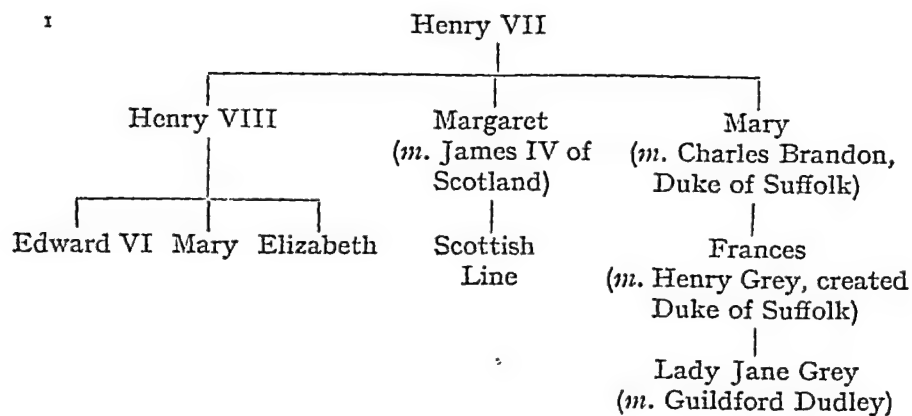 1
Henry VII
Henry VIII
Margaret
(m. James IV of
Scotland)
Mary
(m. Charles Brandon,
Duke of Suffolk)
Edward VI Mary Elizabeth
Scottish
Line
Frances
(m. Henry Grey, created
Duke of Suffolk)
Lady Jane Grey
(m. Guildford Dudley)